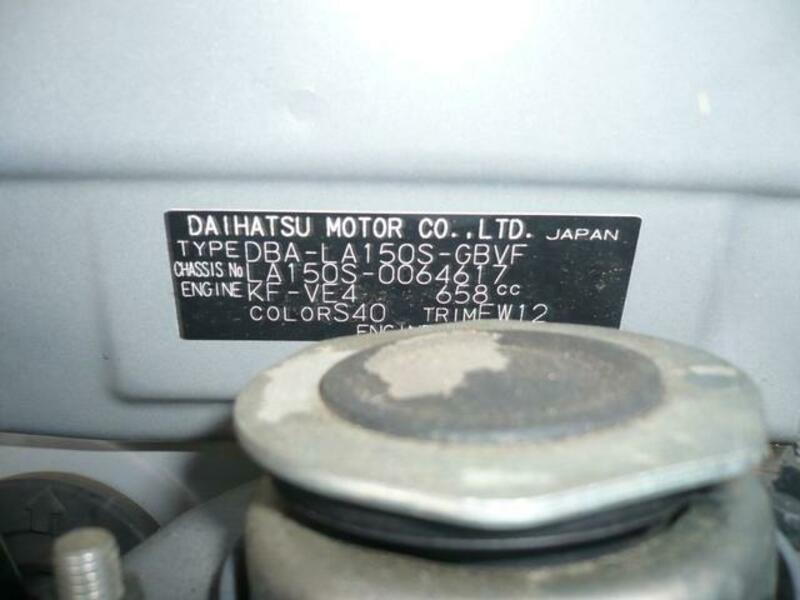 DAIHATSU MOTOR CO.,LTD. JAPAN
TYPE DBA-LA150S-GBVF
CHASSIS No LA150S-0064617
ENGINE KF-VE4 658cc
COLOR S40 TRIM FW12